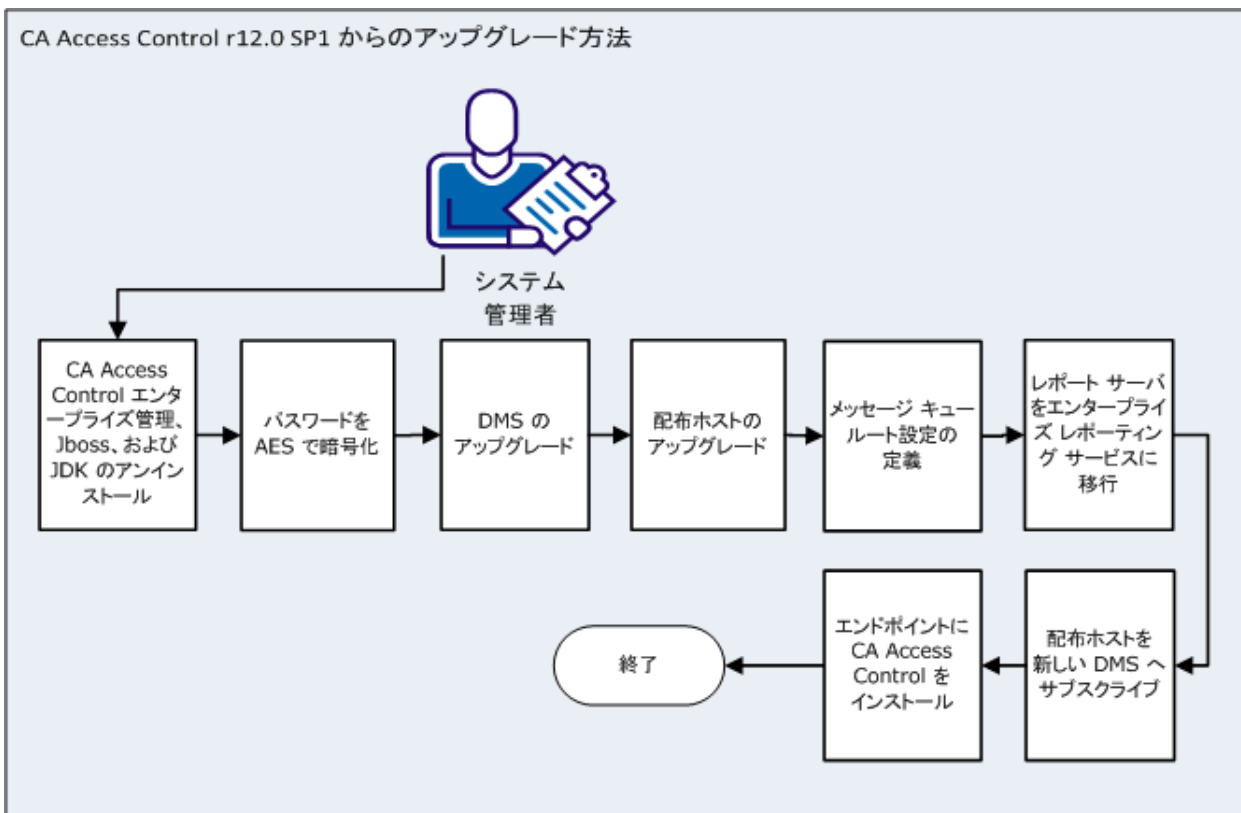 CA Access Control r12.0 SP1 からのアップグレード方法
システム
管理者
CA Access
Control エンタ
ープライズ管理、
Jboss、および
JDK のアンイン
ストール
パスワードを
AES で暗号化
DMS の
アップグレード
配布ホストの
アップグレード
メッセージ キュー
ルート設定の
定義
レポート サーバ
をエンタープライ
ズ レポーティン
グ サービスに
移行
配布ホストを
新しい DMS へ
サブスクライブ
エンドポイントに
CA Access
Control を
インストール
終了